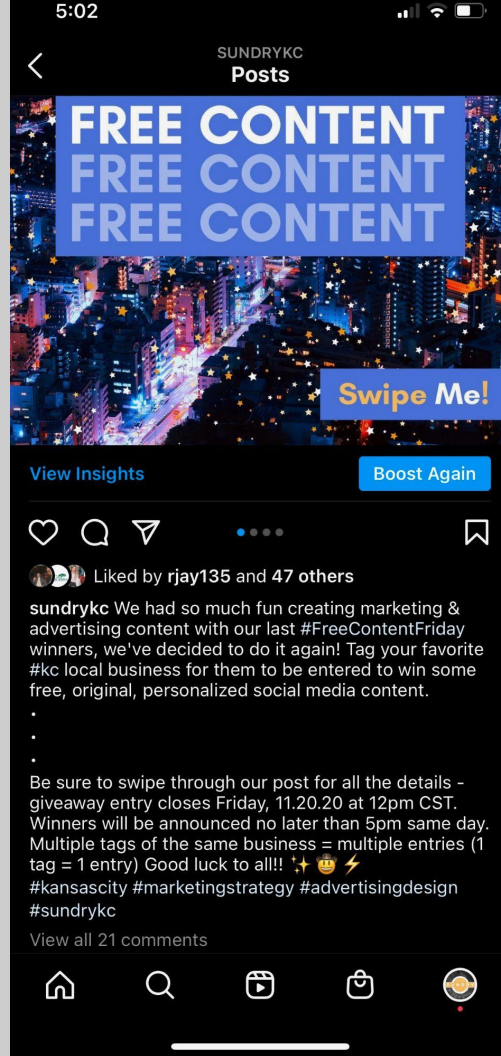 5:02
SUNDRYKC
Posts
FREE CONTENT
FREE CONTENT
FREE CONTENT
Swipe Me!
View Insights
Boost Again
Liked by rjay135 and 47 others
sundrykc We had so much fun creating marketing &
advertising content with our last #FreeContentFriday
winners, we've decided to do it again! Tag your favorite
#kc local business for them to be entered to win some
free, original, personalized social media content.
.
.
.
Be sure to swipe through our post for all the details -
giveaway entry closes Friday, 11.20.20 at 12pm CST.
Winners will be announced no later than 5pm same day.
Multiple tags of the same business = multiple entries (1
tag = 1 entry) Good luck to all!! ✨ 🤠 ⚡
#kansascity #marketingstrategy #advertisingdesign
#sundrykc
View all 21 comments